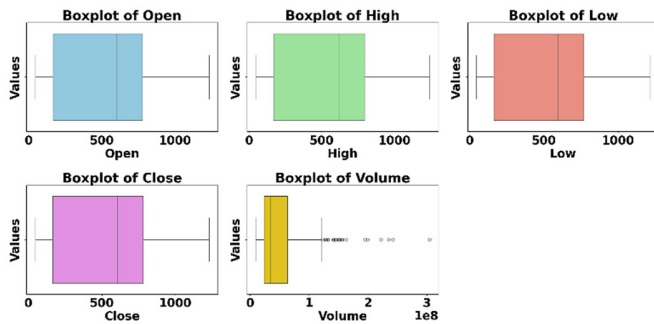 Boxplot of Open
Values
0 500 1000
Open
Boxplot of High
Values
0 500 1000
High
Boxplot of Low
Values
0 500 1000
Low
Boxplot of Close
Values
0 500 1000
Close
Boxplot of Volume
Values
0 1 2 3
1e8
Volume